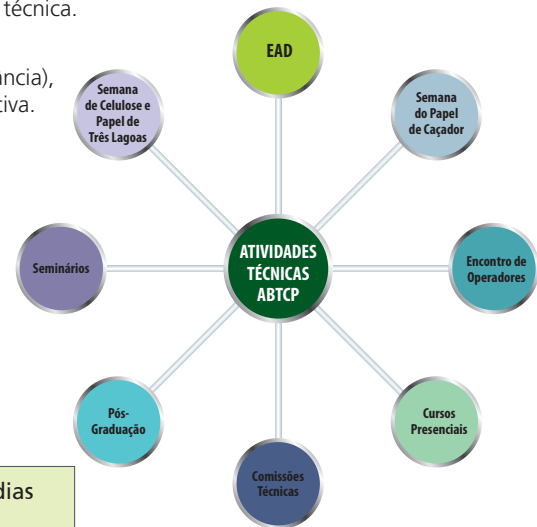 técnica.
ância),
tiva.
EAD
Semana
de Celulose e
Papel de
Três Lagoas
Semana
do Papel
de Caçador
Seminários
ATIVIDADES
TÉCNICAS
ABTCP
Encontro de
Operadores
Pós-
Graduação
Cursos
Presenciais
Comissões
Técnicas
dias